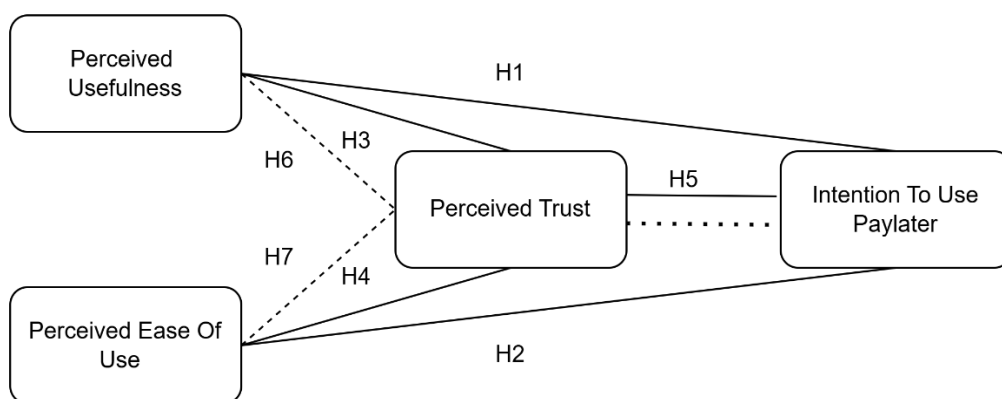 Perceived
Usefulness
H1
H3
H6
H5
Perceived Trust
Intention To Use
Paylater
H7
H4
Perceived Ease Of
Use
H2